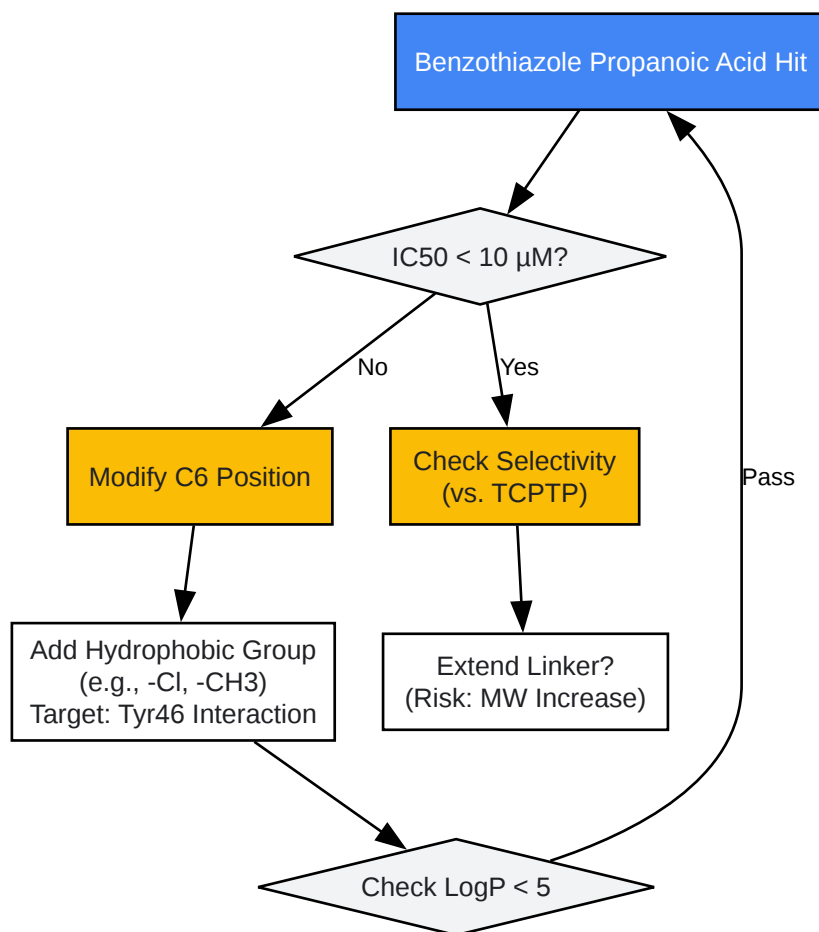 Benzothiazole Propanoic Acid Hit
IC50 < 10 µM?
No
Yes
Modify C6 Position
Check Selectivity
(vs. TCPTP)
Pass
Add Hydrophobic Group
(e.g., -Cl, -CH3)
Target: Tyr46 Interaction
Extend Linker?
(Risk: MW Increase)
Check LogP < 5